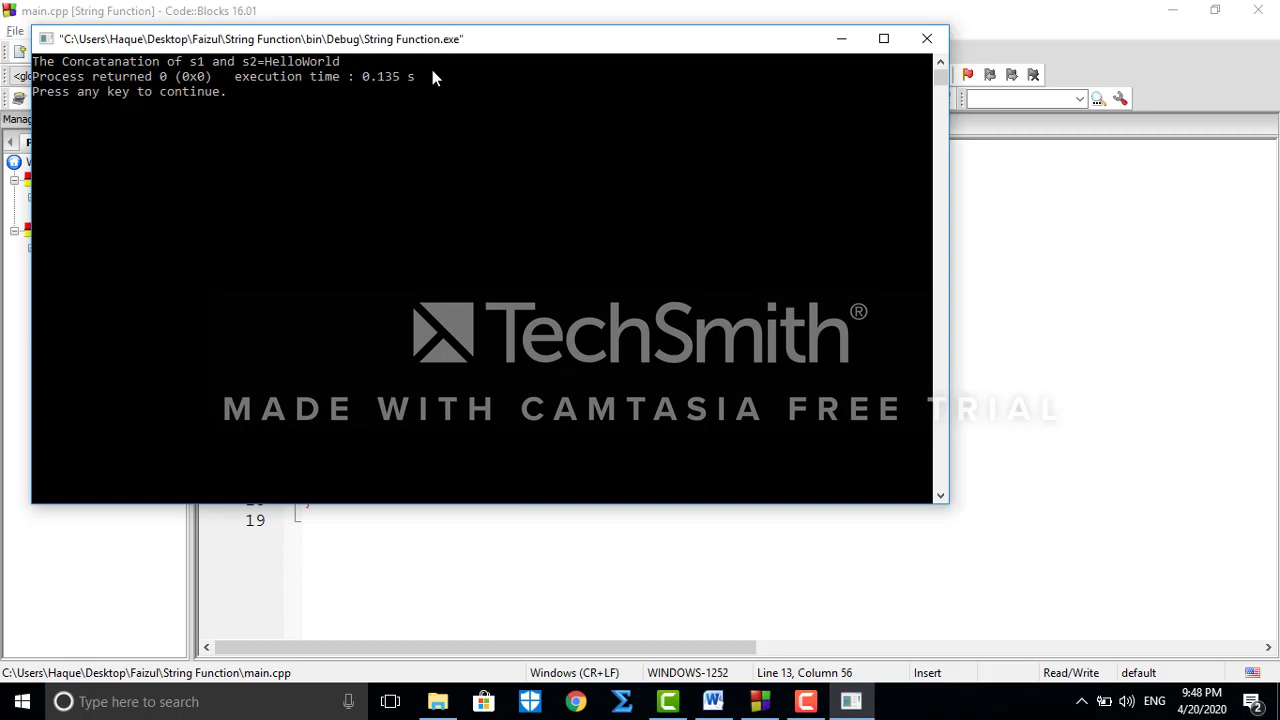 main.cpp [String Function] - Code::Blocks 16.01
File
"C:\Users\Haque\Desktop\Faizul\String Function\bin\Debug\String Function.exe"
The Concatanation of s1 and s2=HelloWorld
Process returned 0 (0x0)   execution time : 0.135 s
Press any key to continue.
TechSmith®
MADE WITH CAMTASIA FREE TRIAL
19
C:\Users\Haque\Desktop\Faizul\String Function\main.cpp
Windows (CR+LF)
WINDOWS-1252
Line 13, Column 56
Insert
Read/Write
default
Type here to search
ENG
9:48 PM
4/20/2020
2